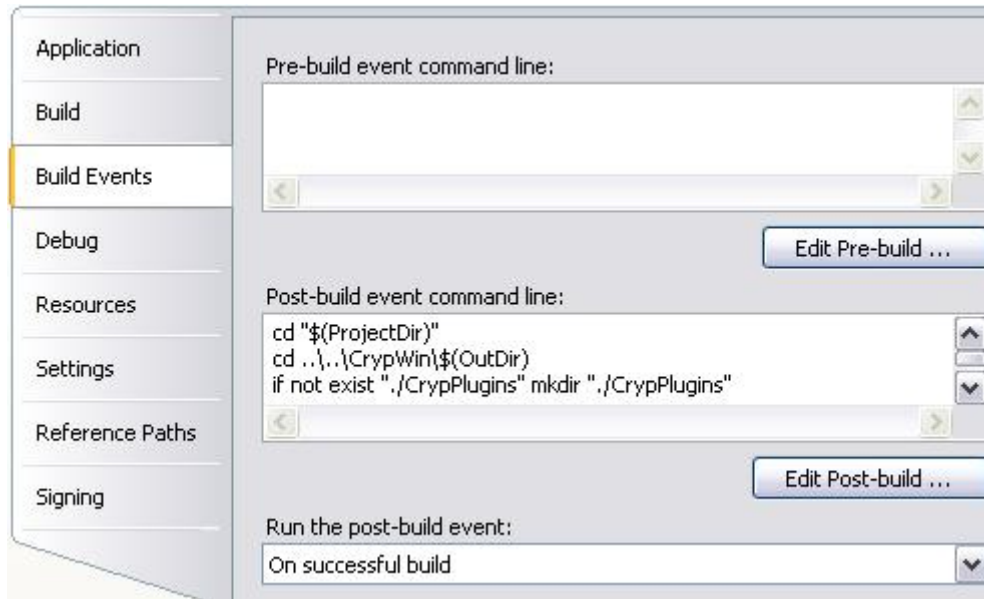 Application
Build
Build Events
Debug
Resources
Settings
Reference Paths
Signing
Pre-build event command line:
Edit Pre-build ...
Post-build event command line:
cd "$(ProjectDir)"
cd ..\..\CrypWin\$(OutDir)
if not exist "./CrypPlugins" mkdir "./CrypPlugins"
Edit Post-build ...
Run the post-build event:
On successful build